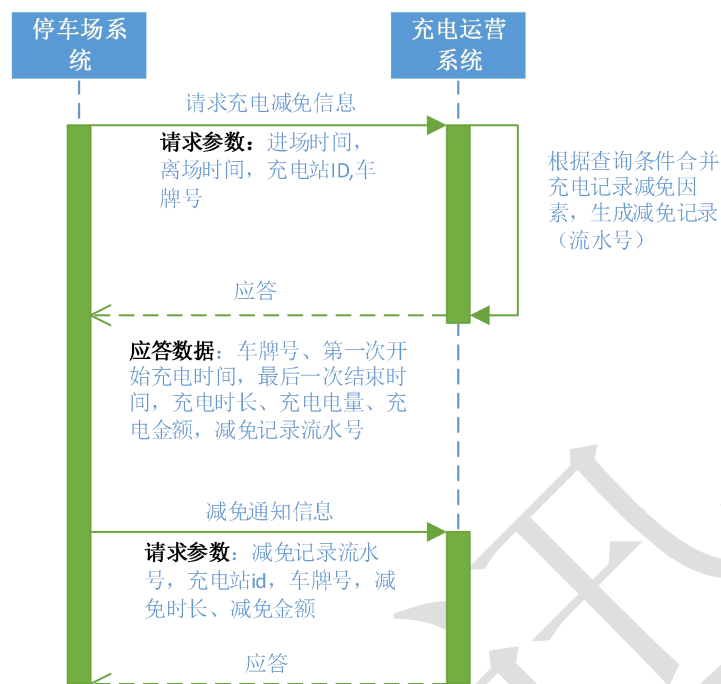 停车场系
统
充电运营
系统
请求充电减免信息
请求参数：进场时间，
离场时间，充电站ID,车
牌号
根据查询条件合并
充电记录减免因
素，生成减免记录
（流水号）
应答
应答数据：车牌号、第一次开
始充电时间，最后一次结束时
间，充电时长、充电电量、充
电金额，减免记录流水号
减免通知信息
请求参数：减免记录流水
号，充电站id，车牌号，减
免时长、减免金额
应答